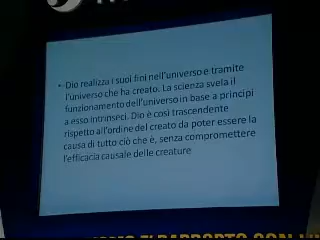 • Dio realizza i suoi fini nell'universo e tramite
l'universo che ha creato. La scienza svela il
funzionamento dell'universo in base a principi
a esso intrinseci. Dio è così trascendente
rispetto all'ordine del creato da poter essere la
causa di tutto ciò che è, senza compromettere
l'efficacia causale delle creature
RAPPORTO CON